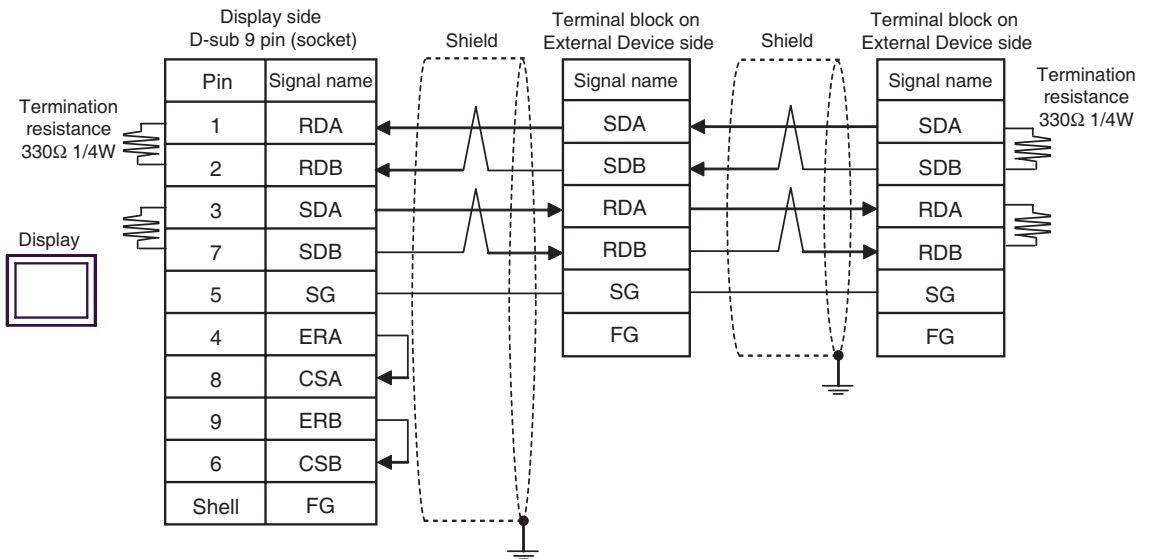 Display side
D-sub 9 pin (socket)
Shield
Terminal block on
External Device side
Shield
Terminal block on
External Device side
Termination
resistance
330Ω 1/4W
Display
Pin Signal name
1 RDA
2 RDB
3 SDA
7 SDB
5 SG
4 ERA
8 CSA
9 ERB
6 CSB
Shell FG
Signal name
SDA
SDB
RDA
RDB
SG
FG
Signal name
SDA
SDB
RDA
RDB
SG
FG
Termination
resistance
330Ω 1/4W